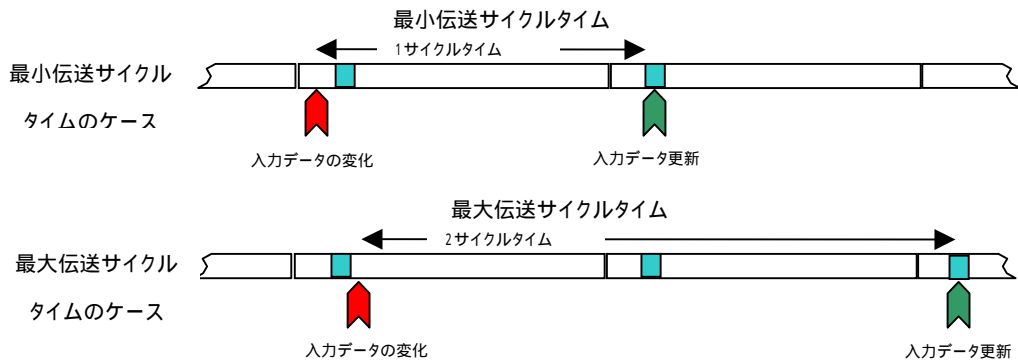 最小伝送サイクルタイム
1サイクルタイム
最小伝送サイクル
タイムのケース
入力データの変化
入力データ更新
最大伝送サイクルタイム
2サイクルタイム
最大伝送サイクル
タイムのケース
入力データの変化
入力データ更新